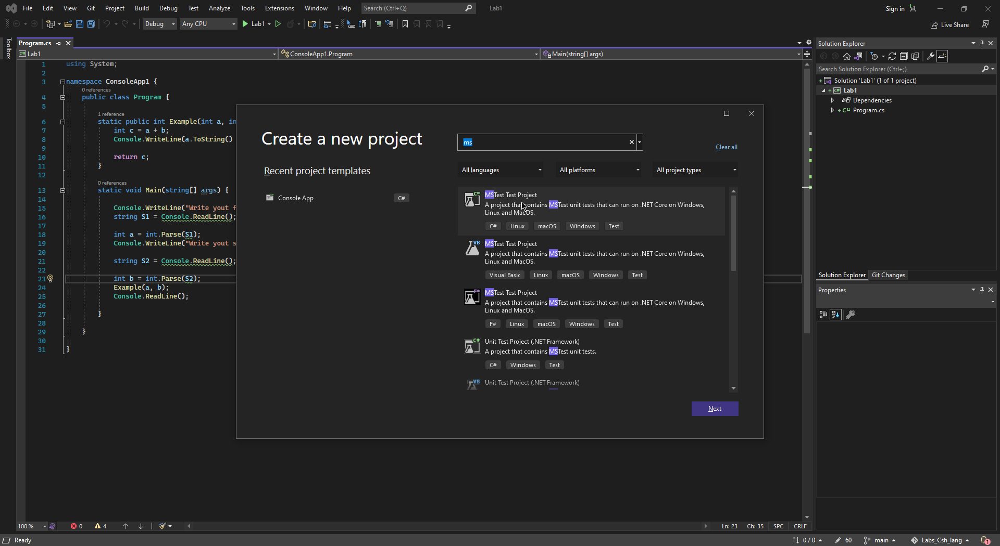 File Edit View Git Project Build Debug Test Analyze Tools Extensions Window Help Search (Ctrl+Q) Lab1 Sign in
Debug Any CPU Lab1 Live Share
Toolbox
Program.cs
Lab1 ConsoleApp1.Program Main(string[] args)
1 using System;
2
3 namespace ConsoleApp1 {
0 references
4 public class Program {
5
1 reference
6 static public int Example(int a, in
7 int c = a + b;
8 Console.WriteLine(a.ToString()
9
10 return c;
11 }
12
0 references
13 static void Main(string[] args) {
14
15 Console.WriteLine("Write yout f
16 string S1 = Console.ReadLine();
17
18 int a = int.Parse(S1);
19 Console.WriteLine("Write yout s
20
21 string S2 = Console.ReadLine();
22
23 int b = int.Parse(S2);
24 Example(a, b);
25 Console.ReadLine();
26
27 }
28
29 }
30
31 }
Create a new project
ms
Clear all
Recent project templates
All languages All platforms All project types
Console App C#
MSTest Test Project
A project that contains MSTest unit tests that can run on .NET Core on Windows,
Linux and MacOS.
C# Linux macOS Windows Test
MSTest Test Project
A project that contains MSTest unit tests that can run on .NET Core on Windows,
Linux and MacOS.
Visual Basic Linux macOS Windows Test
MSTest Test Project
A project that contains MSTest unit tests that can run on .NET Core on Windows,
Linux and MacOS.
F# Linux macOS Windows Test
Unit Test Project (.NET Framework)
A project that contains MSTest unit tests.
C# Windows Test
Unit Test Project (.NET Framework)
Next
Solution Explorer
Search Solution Explorer (Ctrl+;)
Solution 'Lab1' (1 of 1 project)
C# Lab1
Dependencies
C# Program.cs
Solution Explorer Git Changes
Properties
100 % 0 4 Ln: 23 Ch: 35 SPC CRLF
Ready 0 / 0 60 main Labs_Csh_lang 1